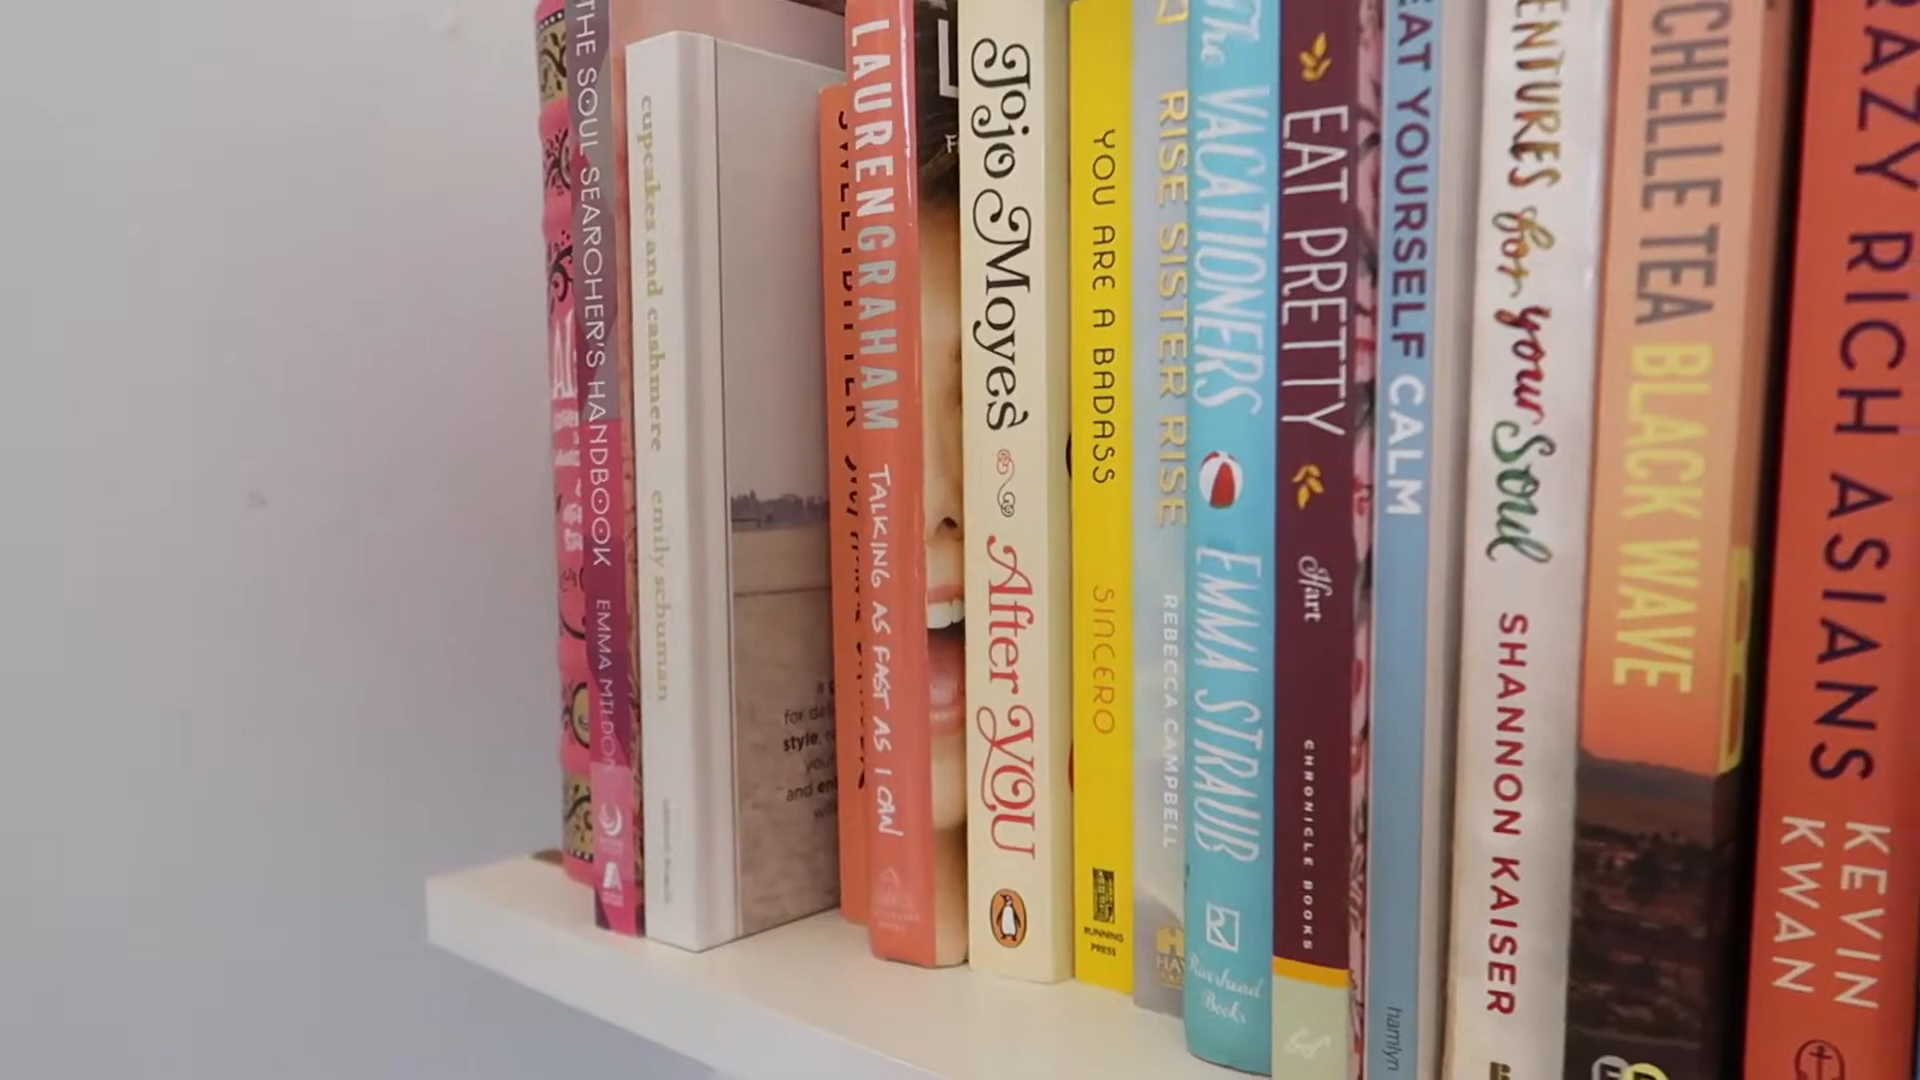 THE SOUL SEARCHER'S HANDBOOK
EMMA MILDON
cupcakes and cashmere
emily schuman
for
style
and
LAUREN GRAHAM
TALKING AS FAST AS I CAN
Jojo Moyes
After YOU
YOU ARE A BADASS
SINCERO
RUNNING
PRESS
RISE SISTER RISE
REBECCA CAMPBELL
The VACATIONERS
EMMA STRAUB
Riverhead
Books
EAT PRETTY
Hart
CHRONICLE BOOKS
EAT YOURSELF CALM
hamlyn
ENTURES for your Soul
SHANNON KAISER
CHELLE TEA BLACK WAVE
RAZY RICH ASIANS
KEVIN
KWAN